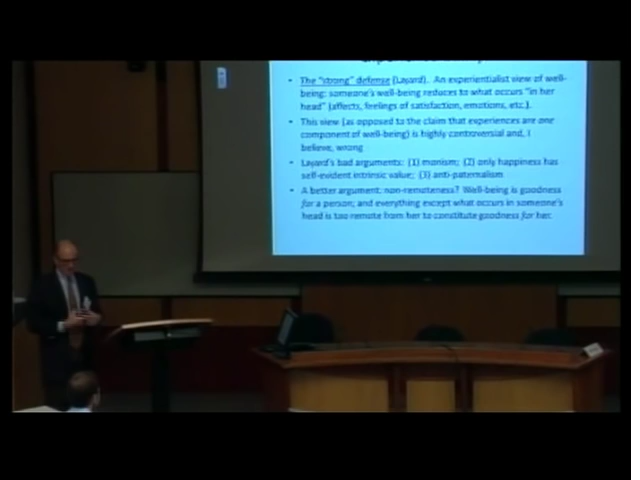 • The "strong" defense (Layard). An experientialist view of well-
being: someone's well-being reduces to what occurs "in her
head" (affects, feelings of satisfaction, emotions, etc.).
• This view (as opposed to the claim that experiences are one
component of well-being) is highly controversial and, I
believe, wrong
• Layard's bad arguments: (1) monism; (2) only happiness has
self-evident intrinsic value; (3) anti-paternalism
• A better argument: non-remoteness? Well-being is goodness
for a person; and everything except what occurs in someone's
head is too remote from her to constitute goodness for her.